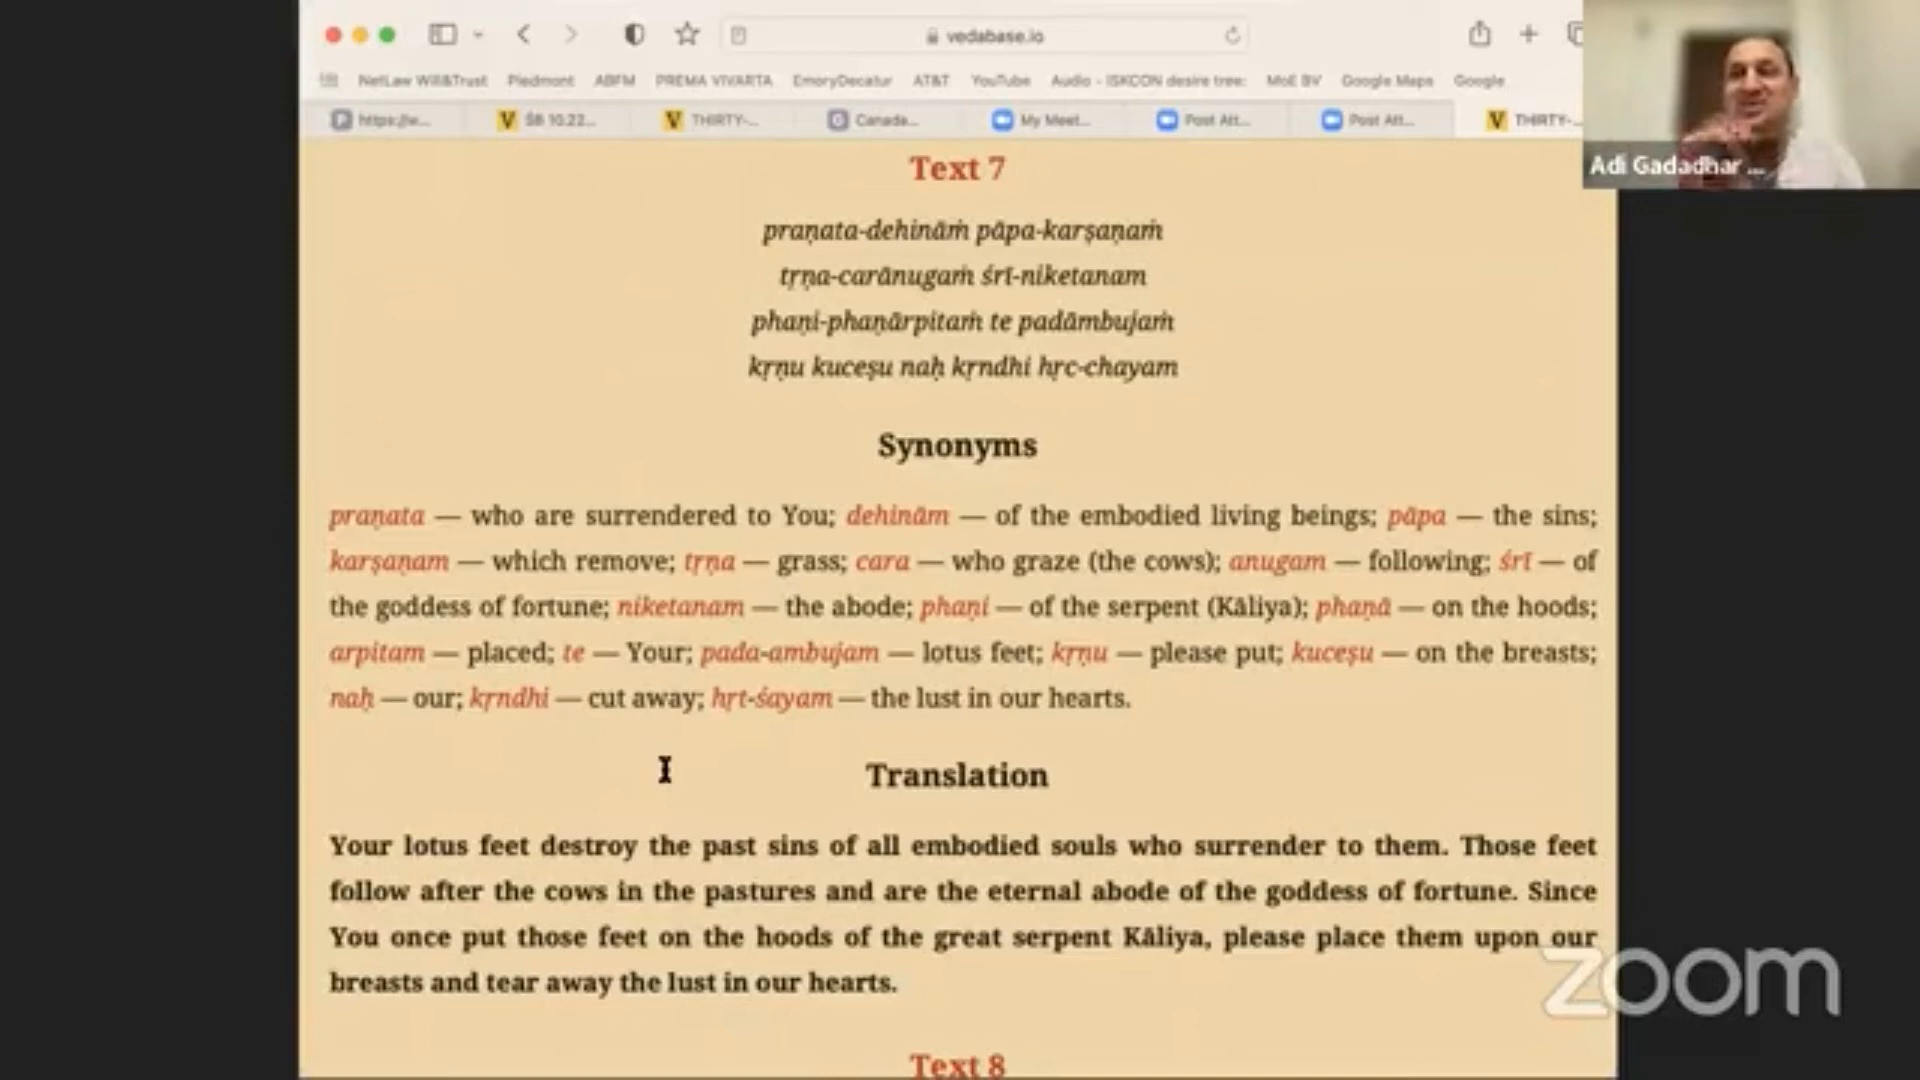 vedabase.io
NetLaw Will&Trust Piedmont ABFM PREMA VIVARTA EmoryDecatur AT&T YouTube Audio - ISKCON desire tree: MoE BV Google Maps Google
https://w... SB 10.22... THIRTY-... Canada... My Meet... Post Att... Post Att... THIRTY-...
Adi Gadadhar ...
Text 7
praṇata-dehināṁ pāpa-karṣaṇaṁ
tṛṇa-carānugaṁ śrī-niketanam
phaṇi-phaṇārpitaṁ te padāmbujaṁ
kṛṇu kuceṣu naḥ kṛndhi hṛc-chayam
Synonyms
praṇata — who are surrendered to You; dehinām — of the embodied living beings; pāpa — the sins;
karṣaṇam — which remove; tṛṇa — grass; cara — who graze (the cows); anugam — following; śrī — of
the goddess of fortune; niketanam — the abode; phaṇi — of the serpent (Kāliya); phaṇā — on the hoods;
arpitam — placed; te — Your; pada-ambujam — lotus feet; kṛṇu — please put; kuceṣu — on the breasts;
naḥ — our; kṛndhi — cut away; hṛt-śayam — the lust in our hearts.
Translation
Your lotus feet destroy the past sins of all embodied souls who surrender to them. Those feet
follow after the cows in the pastures and are the eternal abode of the goddess of fortune. Since
You once put those feet on the hoods of the great serpent Kāliya, please place them upon our
breasts and tear away the lust in our hearts.
zoom
Text 8